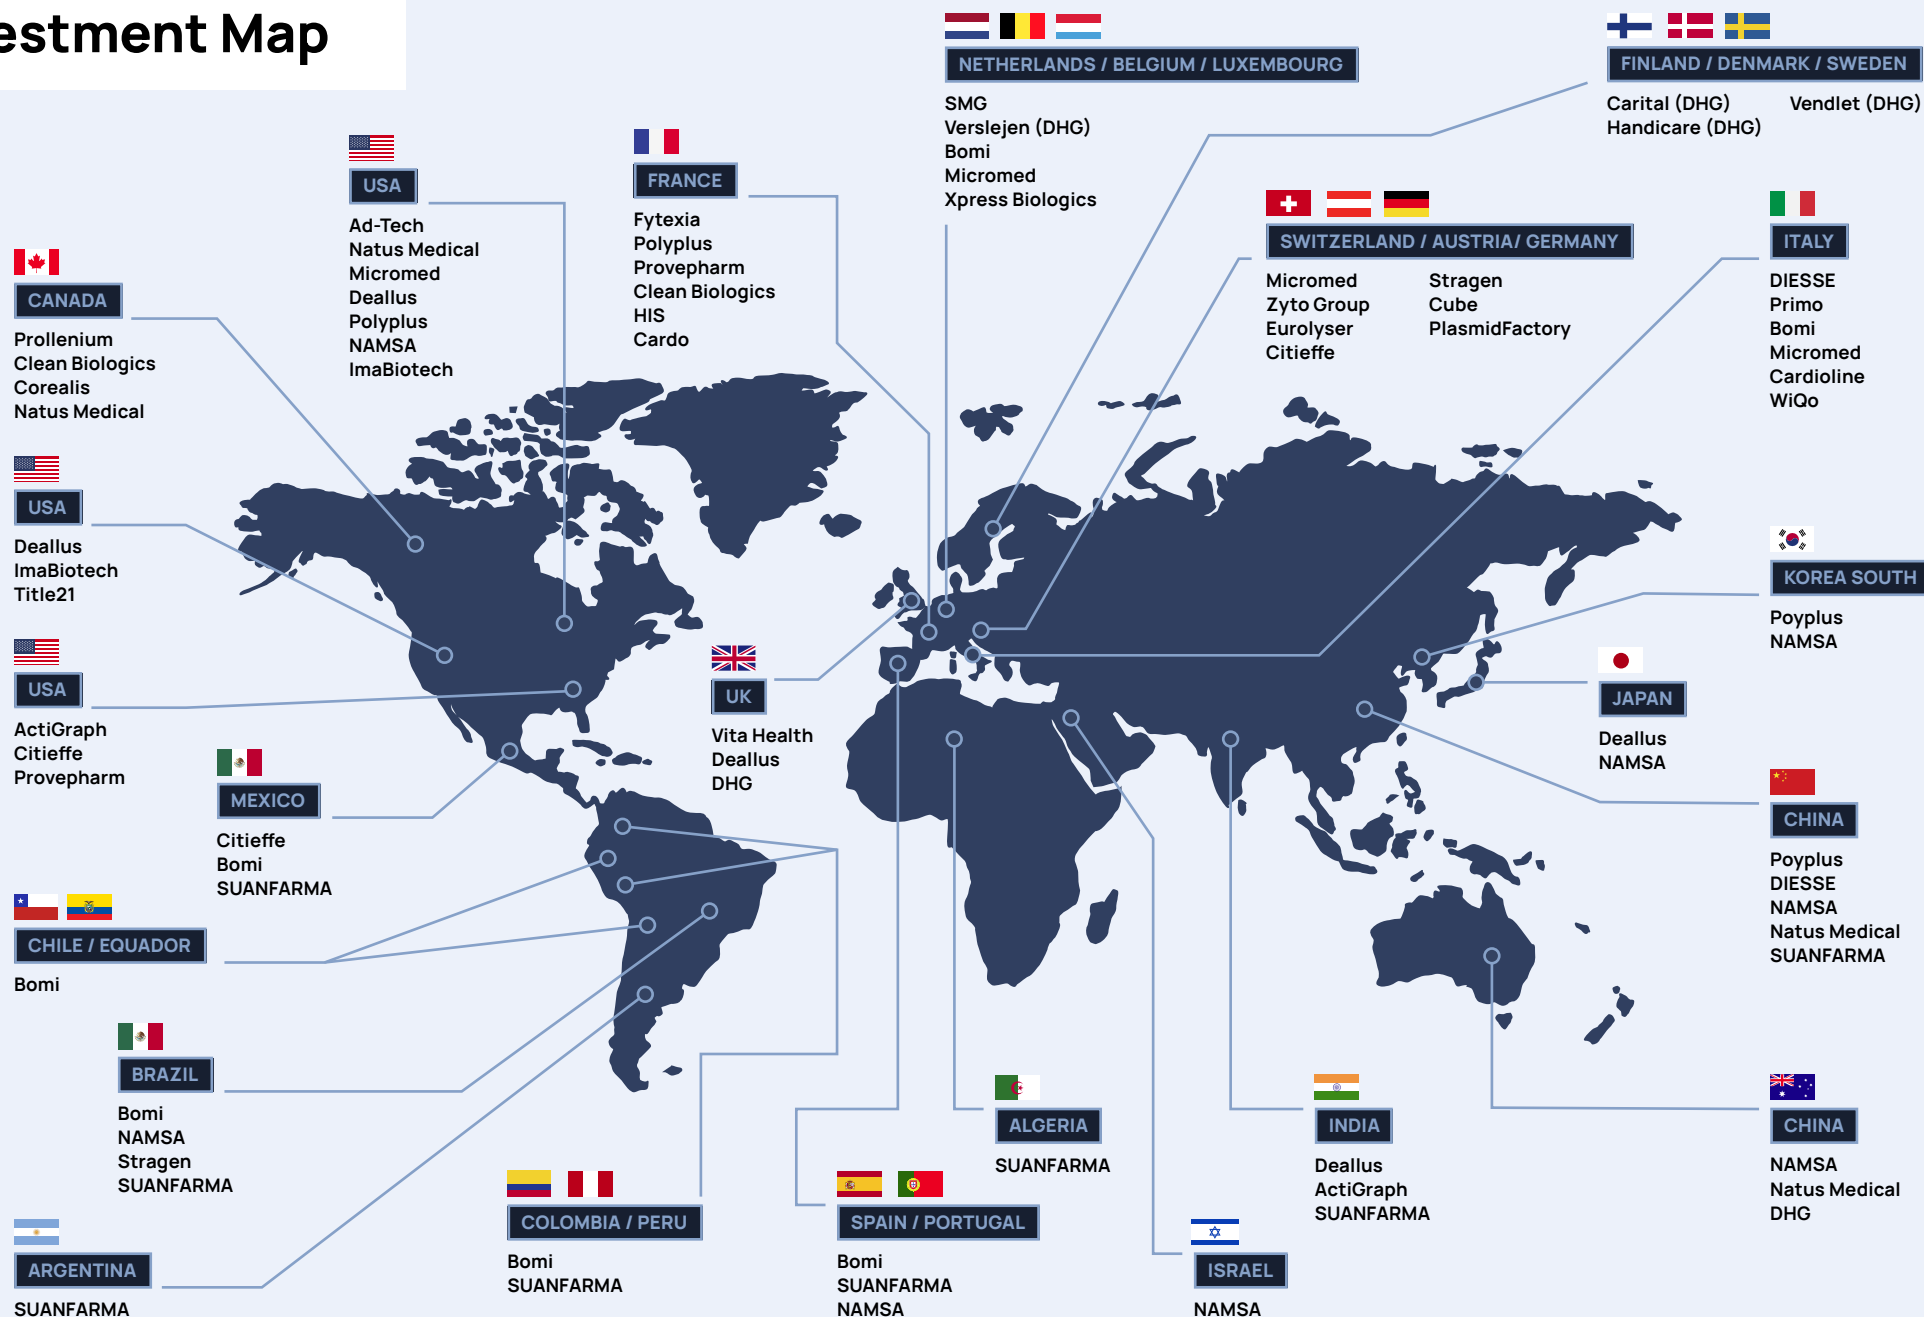 estment Map
NETHERLANDS / BELGIUM / LUXEMBOURG
SMG
Verslejen (DHG)
Bomi
Micromed
Xpress Biologics
FINLAND / DENMARK / SWEDEN
Carital (DHG) Vendlet (DHG)
Handicare (DHG)
USA
Ad-Tech
Natus Medical
Micromed
Deallus
Polyplus
NAMSA
ImaBiotech
FRANCE
Fytexia
Polyplus
Provepharm
Clean Biologics
HIS
Cardo
SWITZERLAND / AUSTRIA/ GERMANY
Micromed Stragen
Zyto Group Cube
Eurolyser PlasmidFactory
Citieffe
ITALY
DIESSE
Primo
Bomi
Micromed
Cardioline
WiQo
CANADA
Prollenium
Clean Biologics
Corealis
Natus Medical
USA
Deallus
ImaBiotech
Title21
USA
ActiGraph
Citieffe
Provepharm
KOREA SOUTH
Poyplus
NAMSA
UK
Vita Health
Deallus
DHG
JAPAN
Deallus
NAMSA
MEXICO
Citieffe
Bomi
SUANFARMA
CHINA
Poyplus
DIESSE
NAMSA
Natus Medical
SUANFARMA
CHILE / EQUADOR
Bomi
BRAZIL
Bomi
NAMSA
Stragen
SUANFARMA
ALGERIA
SUANFARMA
INDIA
Deallus
ActiGraph
SUANFARMA
CHINA
NAMSA
Natus Medical
DHG
COLOMBIA / PERU
Bomi
SUANFARMA
SPAIN / PORTUGAL
Bomi
SUANFARMA
NAMSA
ISRAEL
NAMSA
ARGENTINA
SUANFARMA